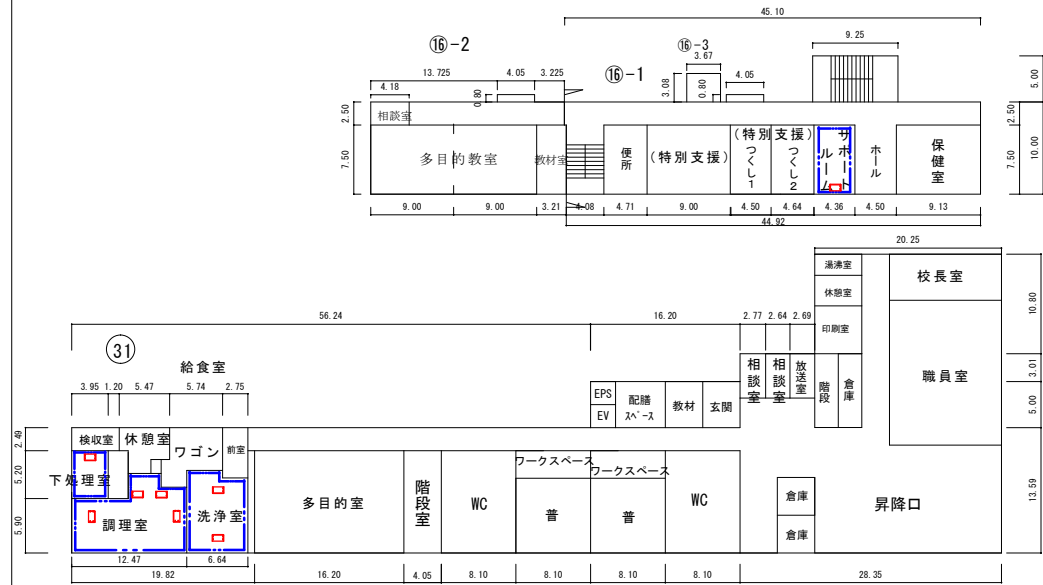 45.10
⑯-2
⑯-3
9.25
3.67
⑯-1
13.725
4.05
3.225
4.05
3.08
0.80
5.00
4.18
0.80
2.50
相談室
2.50
7.50
多目的教室
教材室
便所
(特別支援)
(特別支援)
つくし1
つくし2
サポートルーム
ホール
保健室
7.50
10.00
9.00
9.00
3.21
4.08
4.71
9.00
4.50
4.64
4.36
4.50
9.13
44.92
20.25
湯沸室
校長室
休憩室
印刷室
10.80
56.24
16.20
2.77
2.64
2.69
31
給食室
相談室
相談室
放送室
階段
倉庫
職員室
3.01
3.95
1.20
5.47
5.74
2.75
EPS
EV
配膳
スペース
教材
玄関
5.00
2.49
検収室
休憩室
ワゴン
前室
5.20
下処理室
ワークスペース
ワークスペース
5.90
調理室
洗浄室
多目的室
階段室
WC
普
普
WC
倉庫
倉庫
昇降口
13.59
12.47
6.64
19.82
16.20
4.05
8.10
8.10
8.10
8.10
28.35